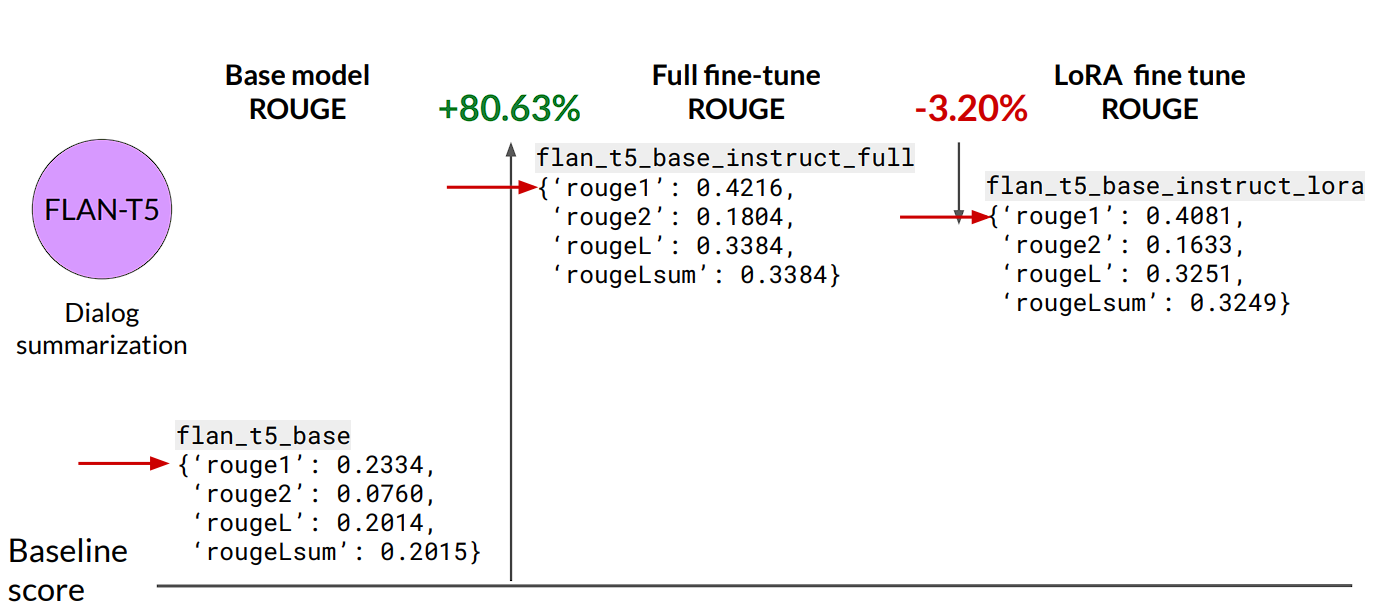 Base model
ROUGE
+80.63%
Full fine-tune
ROUGE
-3.20%
LoRA  fine tune
ROUGE
FLAN-T5
Dialog
summarization
flan_t5_base
{‘rouge1’: 0.2334,
‘rouge2’: 0.0760,
‘rougeL’: 0.2014,
‘rougeLsum’: 0.2015}
flan_t5_base_instruct_full
{‘rouge1’: 0.4216,
‘rouge2’: 0.1804,
‘rougeL’: 0.3384,
‘rougeLsum’: 0.3384}
flan_t5_base_instruct_lora
{‘rouge1’: 0.4081,
‘rouge2’: 0.1633,
‘rougeL’: 0.3251,
‘rougeLsum’: 0.3249}
Baseline
score